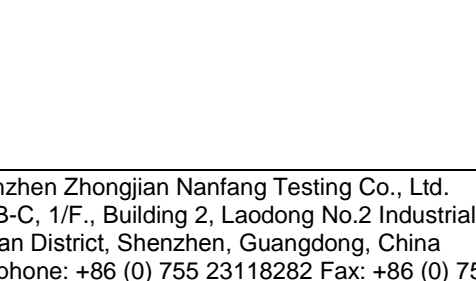 nzhen Zhongjian Nanfang Testing Co., Ltd.
B-C, 1/F., Building 2, Laodong No.2 Industrial
an District, Shenzhen, Guangdong, China
phone: +86 (0) 755 23118282 Fax: +86 (0) 75